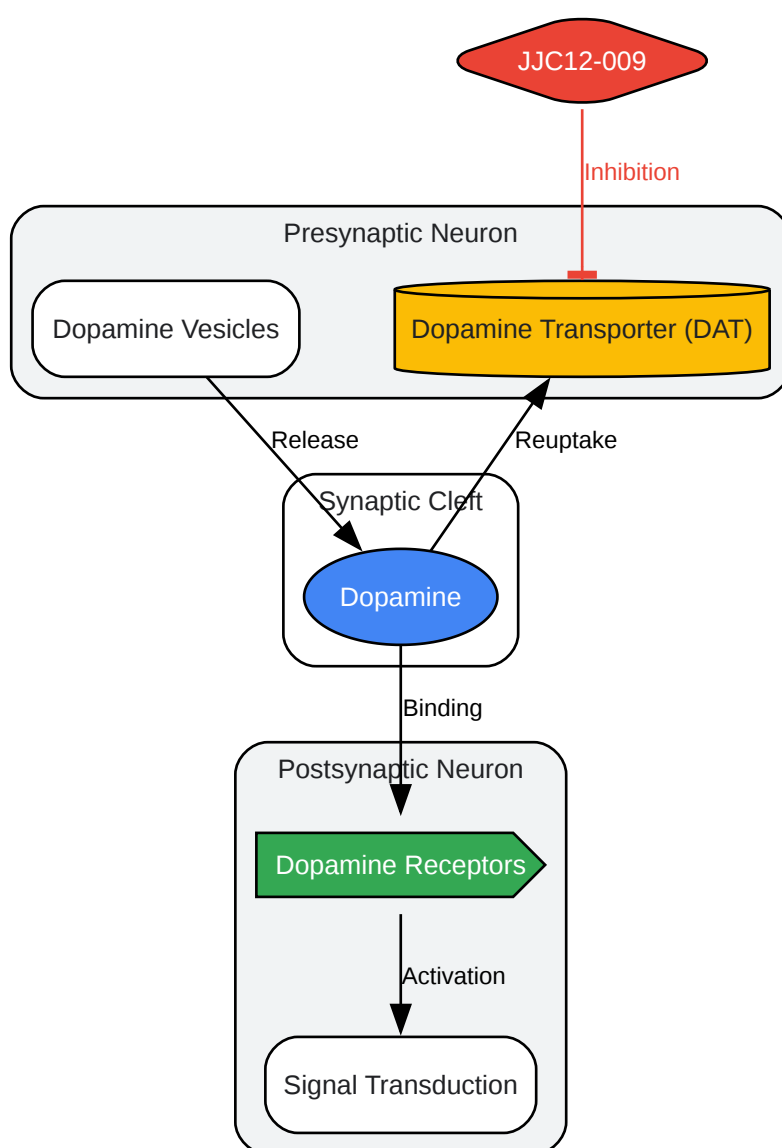 JJC12-009
Inhibition
Presynaptic Neuron
Dopamine Vesicles
Dopamine Transporter (DAT)
Release
Reuptake
Synaptic Cleft
Dopamine
Binding
Postsynaptic Neuron
Dopamine Receptors
Activation
Signal Transduction